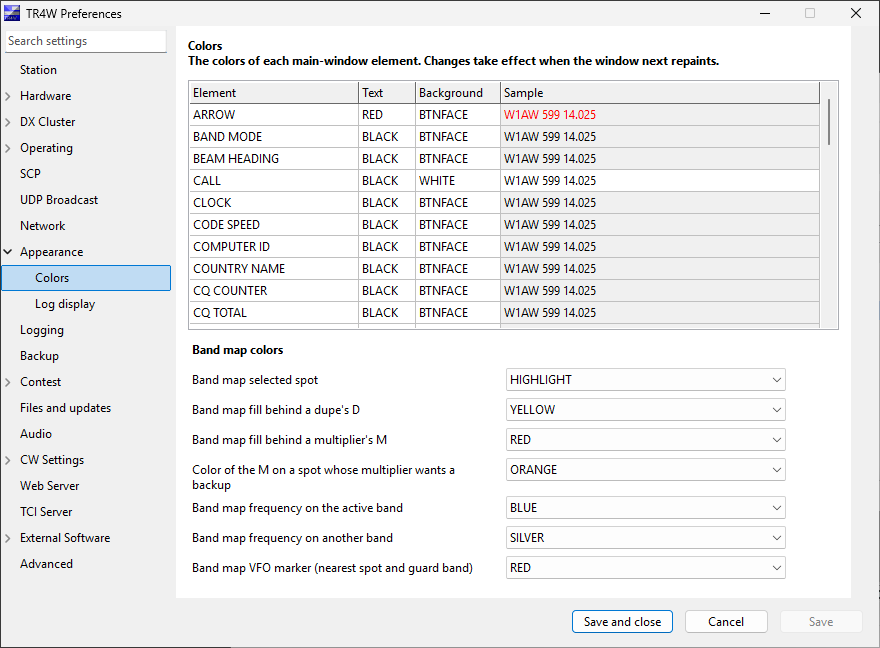 TR4W Preferences
Search settings
Station
Hardware
DX Cluster
Operating
SCP
UDP Broadcast
Network
Appearance
Colors
Log display
Logging
Backup
Contest
Files and updates
Audio
CW Settings
Web Server
TCI Server
External Software
Advanced
Colors
The colors of each main-window element. Changes take effect when the window next repaints.
Element Text Background Sample
ARROW RED BTNFACE W1AW 599 14.025
BAND MODE BLACK BTNFACE W1AW 599 14.025
BEAM HEADING BLACK BTNFACE W1AW 599 14.025
CALL BLACK WHITE W1AW 599 14.025
CLOCK BLACK BTNFACE W1AW 599 14.025
CODE SPEED BLACK BTNFACE W1AW 599 14.025
COMPUTER ID BLACK BTNFACE W1AW 599 14.025
COUNTRY NAME BLACK BTNFACE W1AW 599 14.025
CQ COUNTER BLACK BTNFACE W1AW 599 14.025
CQ TOTAL BLACK BTNFACE W1AW 599 14.025
Band map colors
Band map selected spot HIGHLIGHT
Band map fill behind a dupe's D YELLOW
Band map fill behind a multiplier's M RED
Color of the M on a spot whose multiplier wants a ORANGE
backup
Band map frequency on the active band BLUE
Band map frequency on another band SILVER
Band map VFO marker (nearest spot and guard band) RED
Save and close Cancel Save